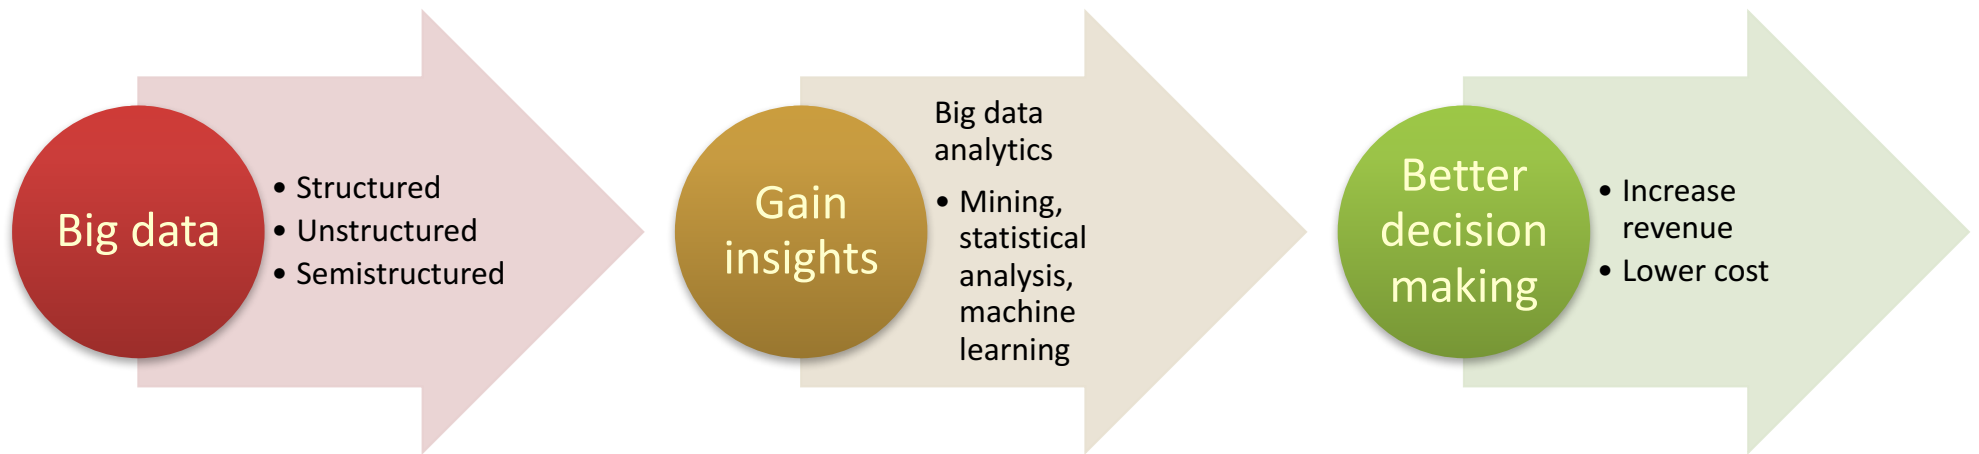 Big data
• Structured
• Unstructured
• Semistructured
Gain
insights
Big data
analytics
• Mining,
statistical
analysis,
machine
learning
Better
decision
making
• Increase
revenue
• Lower cost